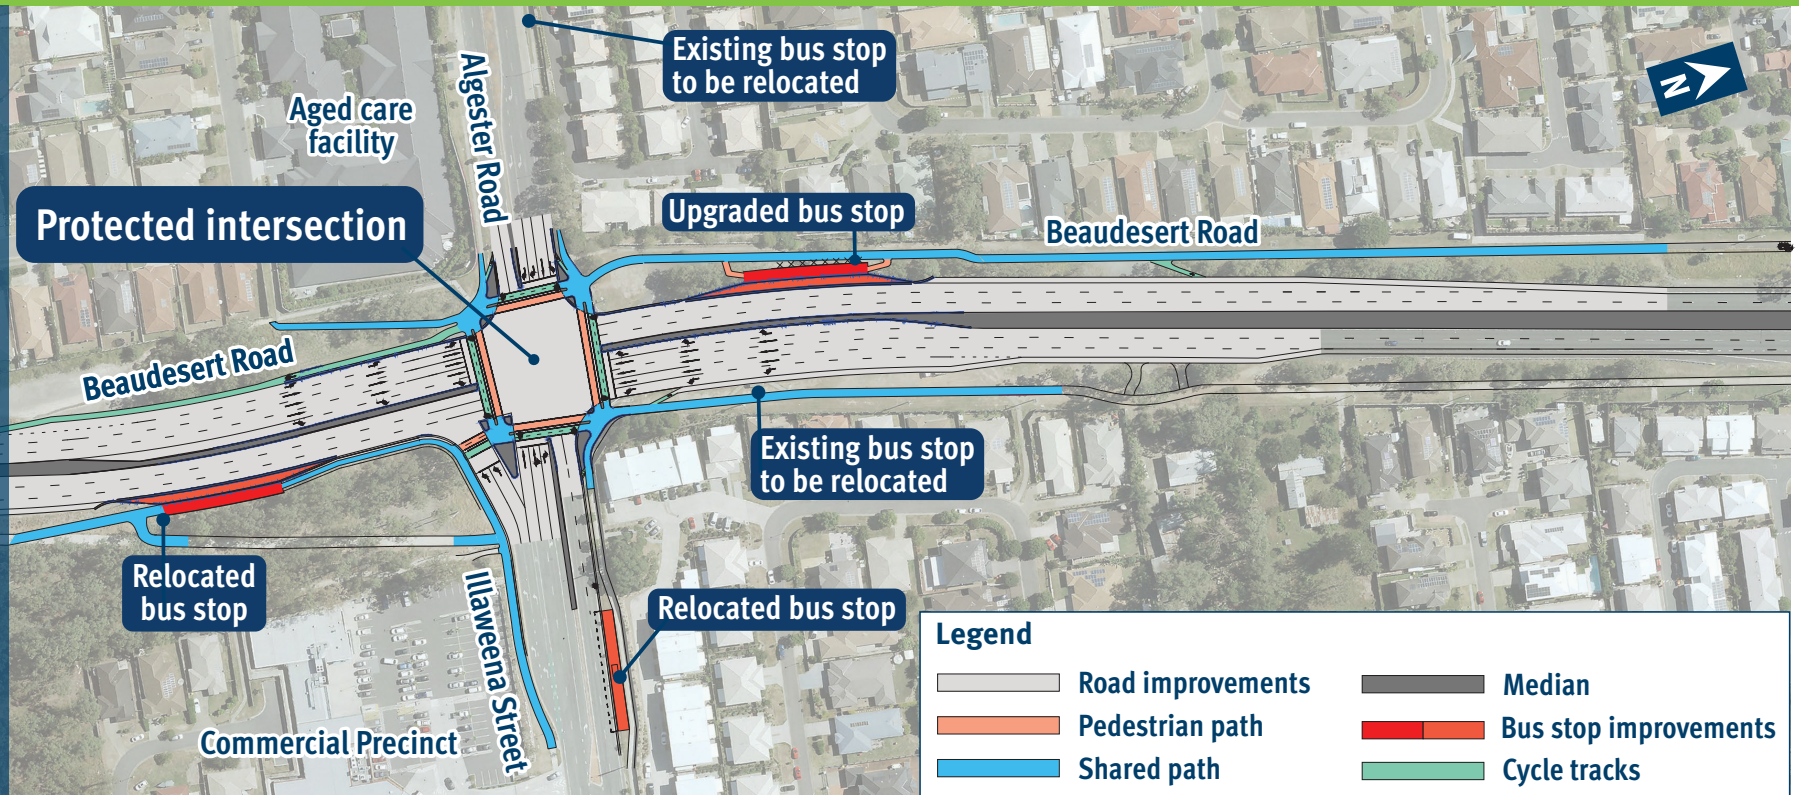 Existing bus stop
to be relocated
Algester Road
Aged care
facility
N
Protected intersection
Upgraded bus stop
Beaudesert Road
Beaudesert Road
Existing bus stop
to be relocated
Relocated
bus stop
Illaweena Street
Relocated bus stop
Commercial Precinct
Legend
Road improvements
Median
Pedestrian path
Bus stop improvements
Shared path
Cycle tracks